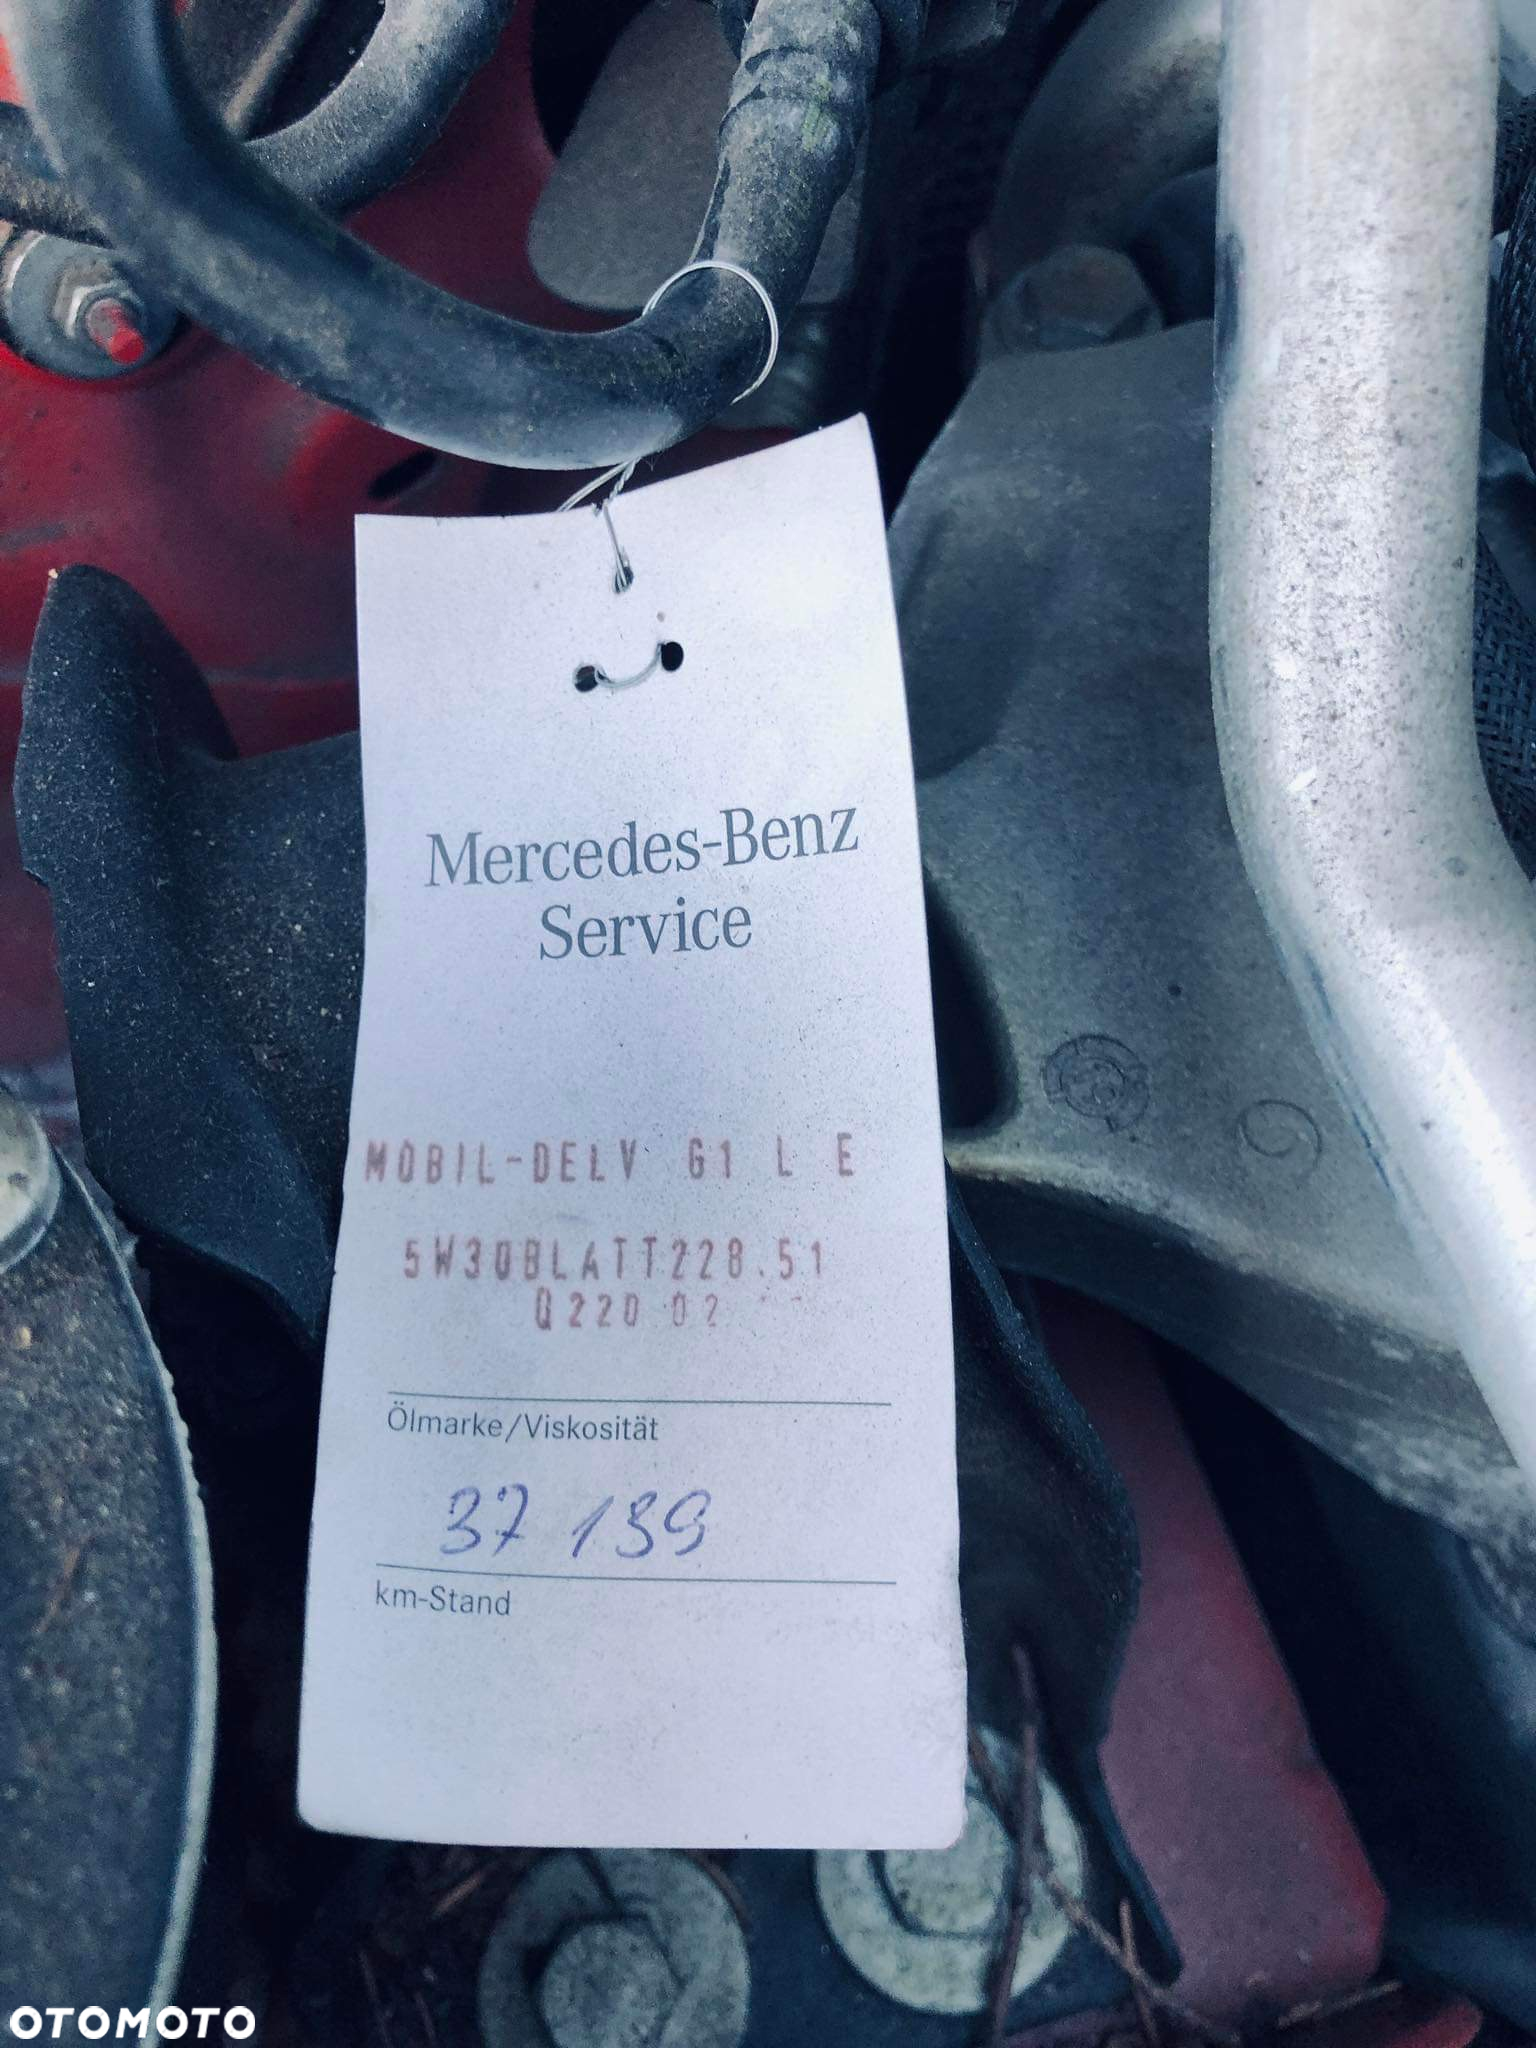 Mercedes-Benz
Service
MOBIL-DELV G1 L E
5W30BLATT228.51
Q220 02
Ölmarke/Viskosität
37 139
km-Stand
OTOMOTO